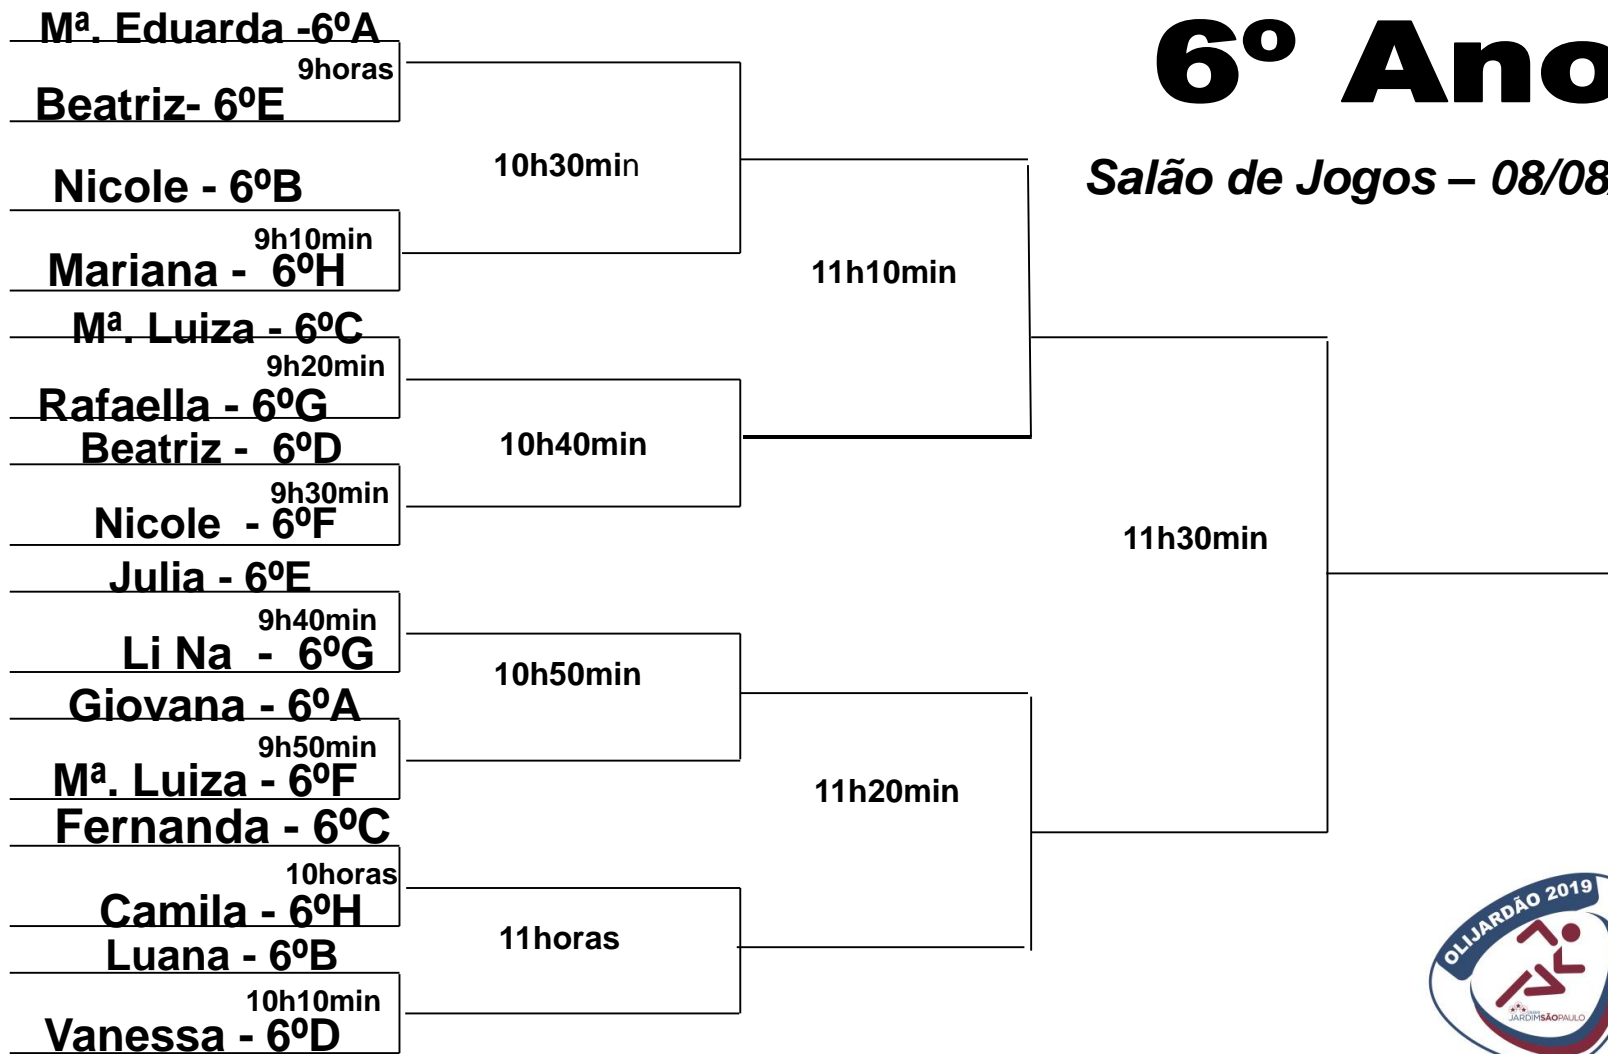 Mª. Eduarda -6ºA
9horas
Beatriz- 6ºE
Nicole - 6ºB
9h10min
Mariana - 6ºH
Mª. Luiza - 6ºC
9h20min
Rafaella - 6ºG
Beatriz - 6ºD
9h30min
Nicole - 6ºF
Julia - 6ºE
9h40min
Li Na - 6ºG
Giovana - 6ºA
9h50min
Mª. Luiza - 6ºF
Fernanda - 6ºC
10horas
Camila - 6ºH
Luana - 6ºB
10h10min
Vanessa - 6ºD
10h30min
10h40min
10h50min
11horas
11h10min
11h20min
11h30min
6º Ano
Salão de Jogos – 08/08
OLIJARDÃO 2019
JARDIMSÃOPAULO